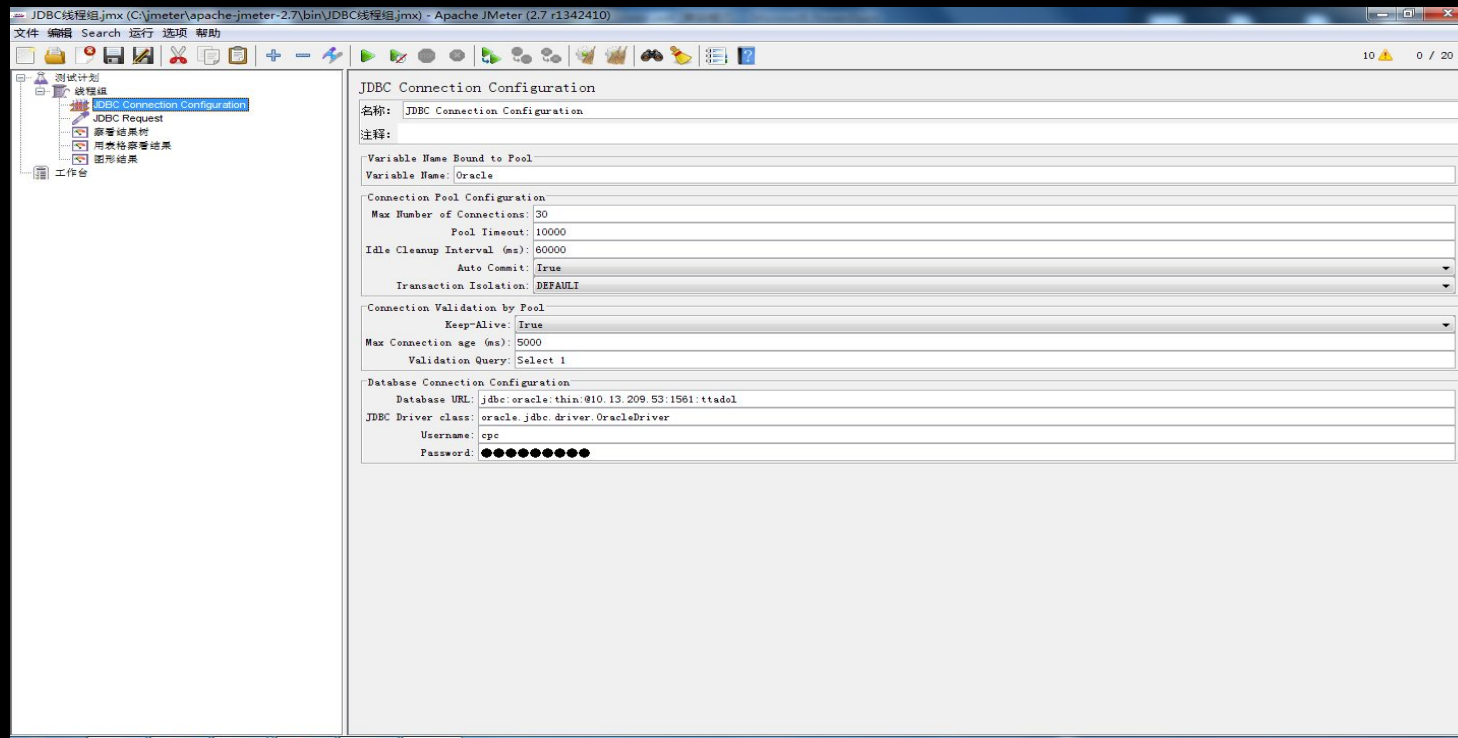 JDBC线程组.jmx (C:\jmeter\apache-jmeter-2.7\bin\JDBC线程组.jmx) - Apache JMeter (2.7 r1342410)
文件 编辑 Search 运行 选项 帮助
10 0 / 20
测试计划
线程组
JDBC Connection Configuration
JDBC Request
察看结果树
用表格察看结果
图形结果
工作台
JDBC Connection Configuration
名称: JDBC Connection Configuration
注释:
Variable Name Bound to Pool
Variable Name: Oracle
Connection Pool Configuration
Max Number of Connections: 30
Pool Timeout: 10000
Idle Cleanup Interval (ms): 60000
Auto Commit: True
Transaction Isolation: DEFAULT
Connection Validation by Pool
Keep-Alive: True
Max Connection age (ms): 5000
Validation Query: Select 1
Database Connection Configuration
Database URL: jdbc:oracle:thin:@10.13.209.53:1561:ttadol
JDBC Driver class: oracle.jdbc.driver.OracleDriver
Username: cpc
Password: ●●●●●●●●●